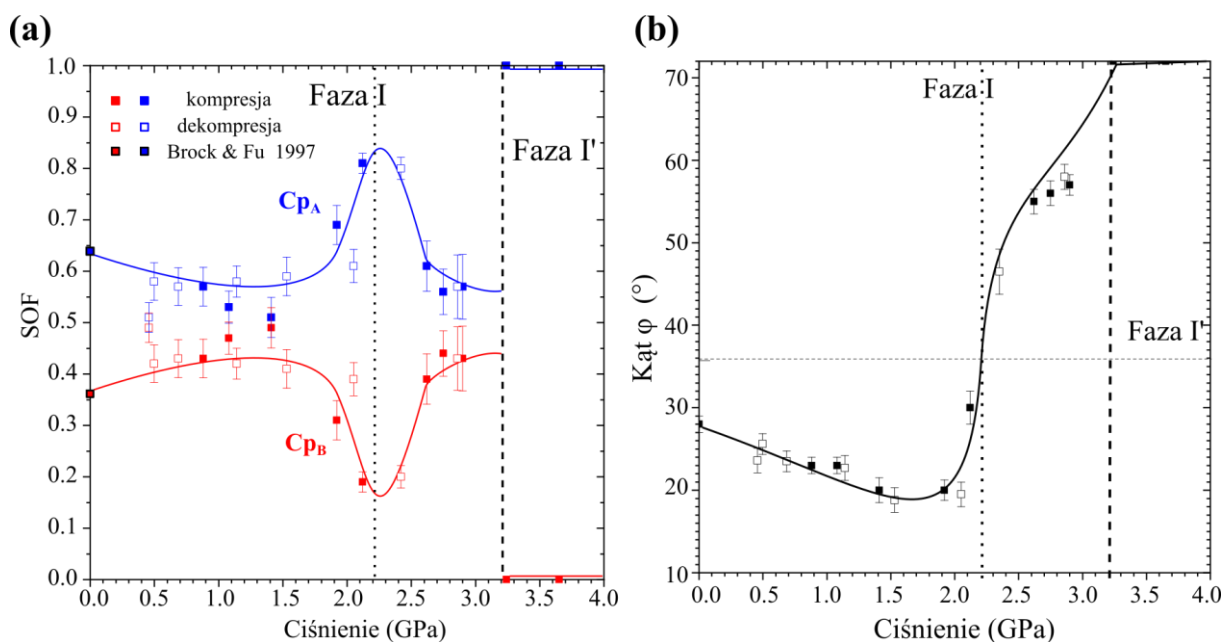 (a)
1.0
0.9
0.8
0.7
0.6
0.5
0.4
0.3
0.2
0.1
0.0
SOF
kompresja
dekompresja
Brock & Fu 1997
Faza I
Faza I'
Cp_A
Cp_B
0.0 0.5 1.0 1.5 2.0 2.5 3.0 3.5 4.0
Ciśnienie (GPa)
(b)
70
60
50
40
30
20
10
Kąt φ (°)
Faza I
Faza I'
0.0 0.5 1.0 1.5 2.0 2.5 3.0 3.5 4.0
Ciśnienie (GPa)